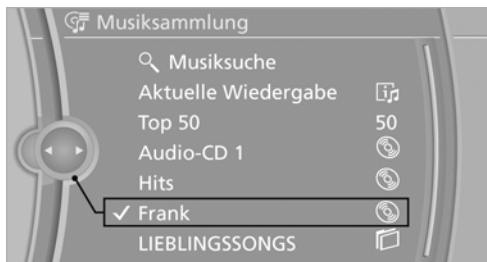 Musiksammlung
Musiksuche
Aktuelle Wiedergabe
Top 50 50
Audio-CD 1
Hits
Frank
LIEBLINGSSONGS